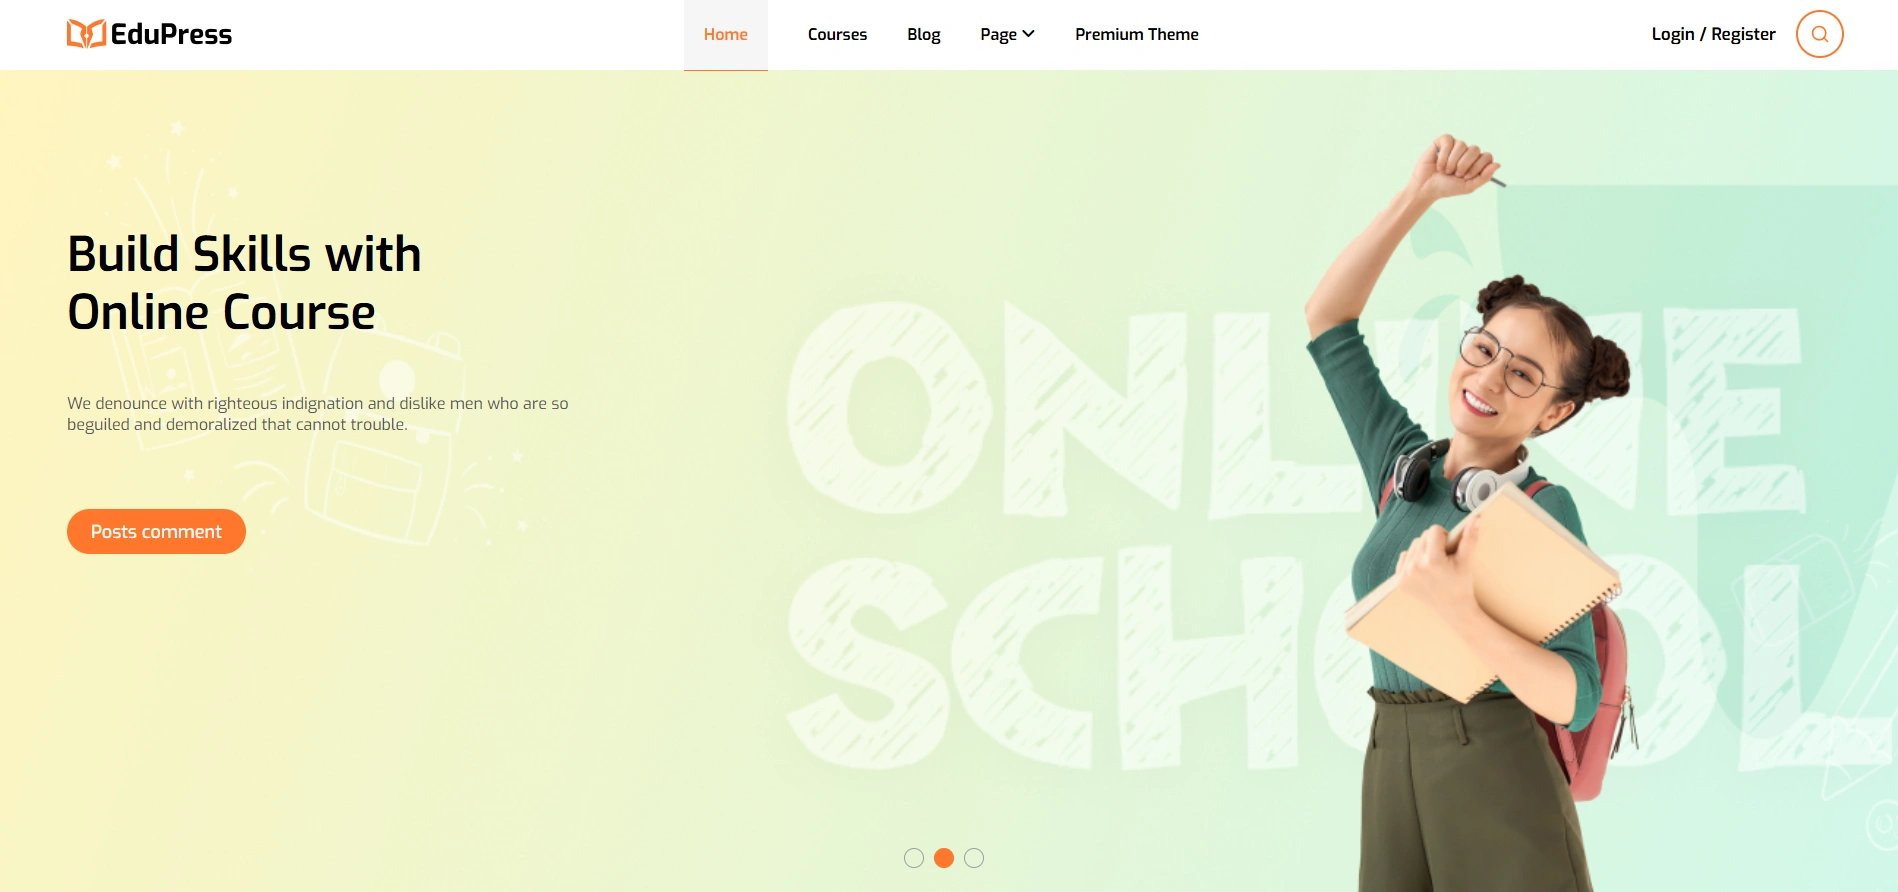 EduPress
Home
Courses
Blog
Page
Premium Theme
Login / Register
Build Skills with
Online Course
We denounce with righteous indignation and dislike men who are so
beguiled and demoralized that cannot trouble.
Posts comment
ONLINE
SCHOOL